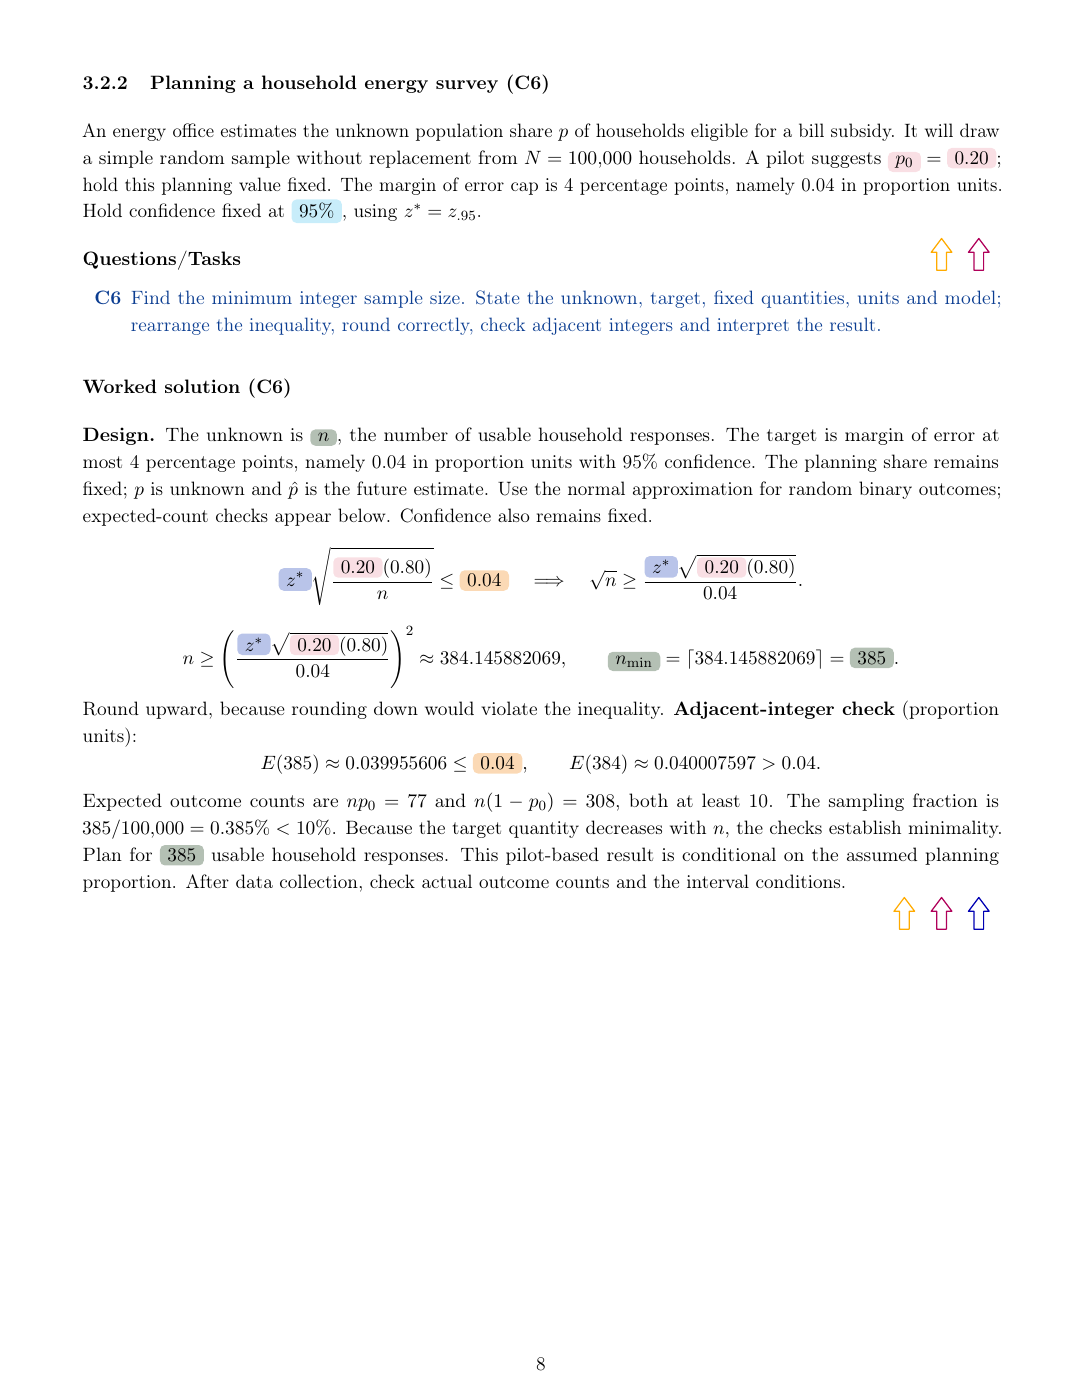 3.2.2 Planning a household energy survey (C6)
An energy office estimates the unknown population share p of households eligible for a bill subsidy. It will draw
a simple random sample without replacement from N = 100,000 households. A pilot suggests p₀ = 0.20 ;
hold this planning value fixed. The margin of error cap is 4 percentage points, namely 0.04 in proportion units.
Hold confidence fixed at 95% , using z* = z.₉₅.
Questions/Tasks
C6 Find the minimum integer sample size. State the unknown, target, fixed quantities, units and model;
rearrange the inequality, round correctly, check adjacent integers and interpret the result.
Worked solution (C6)
Design. The unknown is n , the number of usable household responses. The target is margin of error at
most 4 percentage points, namely 0.04 in proportion units with 95% confidence. The planning share remains
fixed; p is unknown and p̂ is the future estimate. Use the normal approximation for random binary outcomes;
expected-count checks appear below. Confidence also remains fixed.
z* √(0.20 (0.80) / n) ≤ 0.04 ⟹ √n ≥ z* √(0.20 (0.80)) / 0.04 .
n ≥ ( z* √(0.20 (0.80)) / 0.04 )² ≈ 384.145882069, n_min = ⌈384.145882069⌉ = 385 .
Round upward, because rounding down would violate the inequality. Adjacent-integer check (proportion
units):
E(385) ≈ 0.039955606 ≤ 0.04 , E(384) ≈ 0.040007597 > 0.04.
Expected outcome counts are np₀ = 77 and n(1 − p₀) = 308, both at least 10. The sampling fraction is
385/100,000 = 0.385% < 10%. Because the target quantity decreases with n, the checks establish minimality.
Plan for 385 usable household responses. This pilot-based result is conditional on the assumed planning
proportion. After data collection, check actual outcome counts and the interval conditions.
8